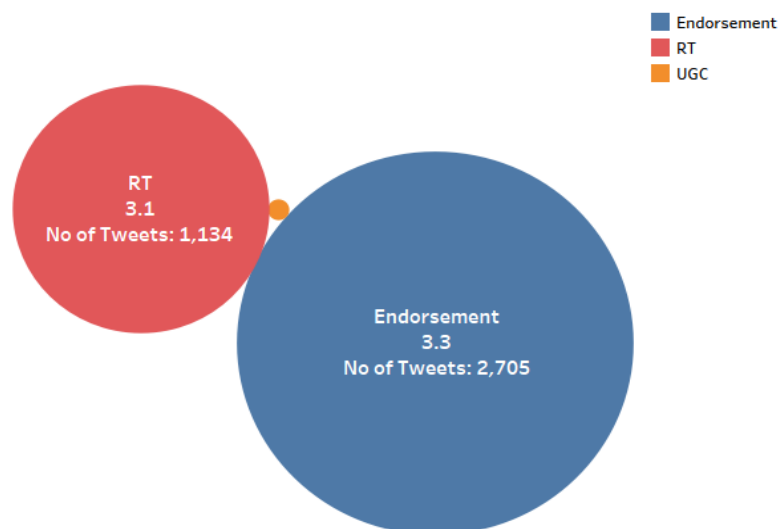 Endorsement
RT
UGC
RT
3.1
No of Tweets: 1,134
Endorsement
3.3
No of Tweets: 2,705